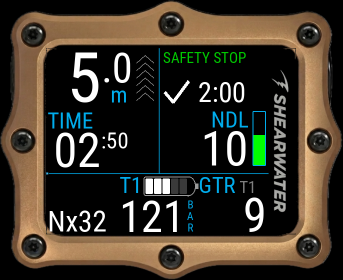 5.0 m
SAFETY STOP
✓ 2:00
TIME
02:50
NDL
10
SHEARWATER
T1 GTR T1
Nx32 121 BAR 9